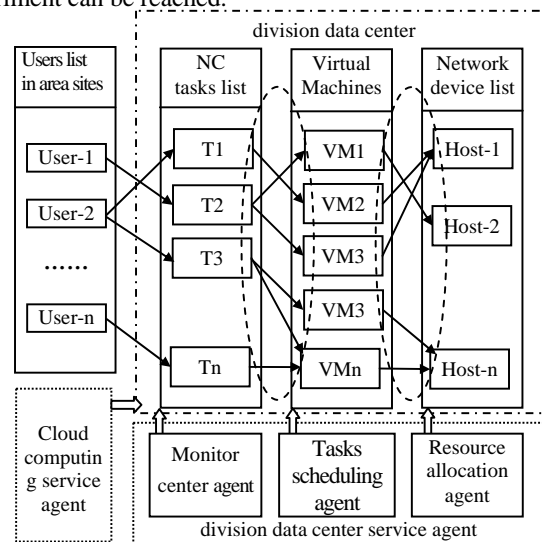 division data center
Users list
in area sites
User-1
User-2
......
User-n
NC
tasks list
T1
T2
T3
Tn
Virtual
Machines
VM1
VM2
VM3
VM3
VMn
Network
device list
Host-1
Host-2
Host-n
Cloud
computin
g service
agent
Monitor
center agent
Tasks
scheduling
agent
Resource
allocation
agent
division data center service agent